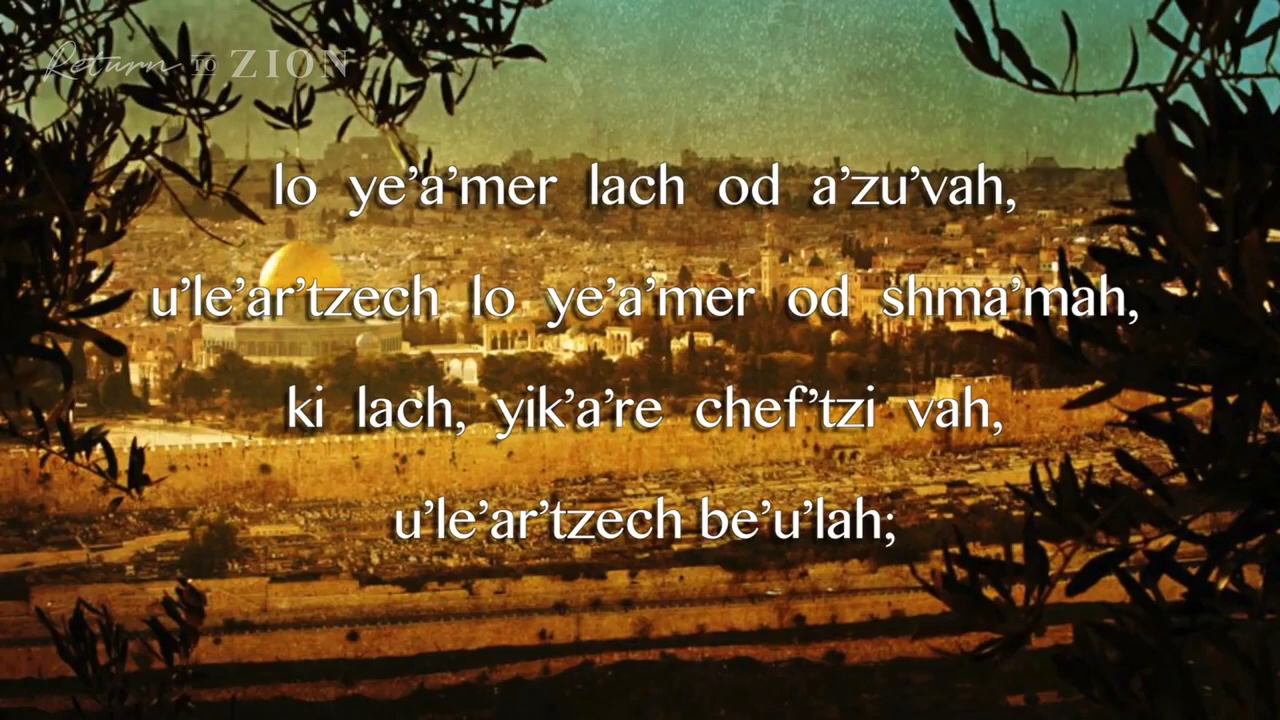 Return TO ZION
lo ye’a’mer lach od a’zu’vah,
u’le’ar’tzech lo ye’a’mer od shma’mah,
ki lach, yik’a’re chef’tzi vah,
u’le’ar’tzech be’u’lah;